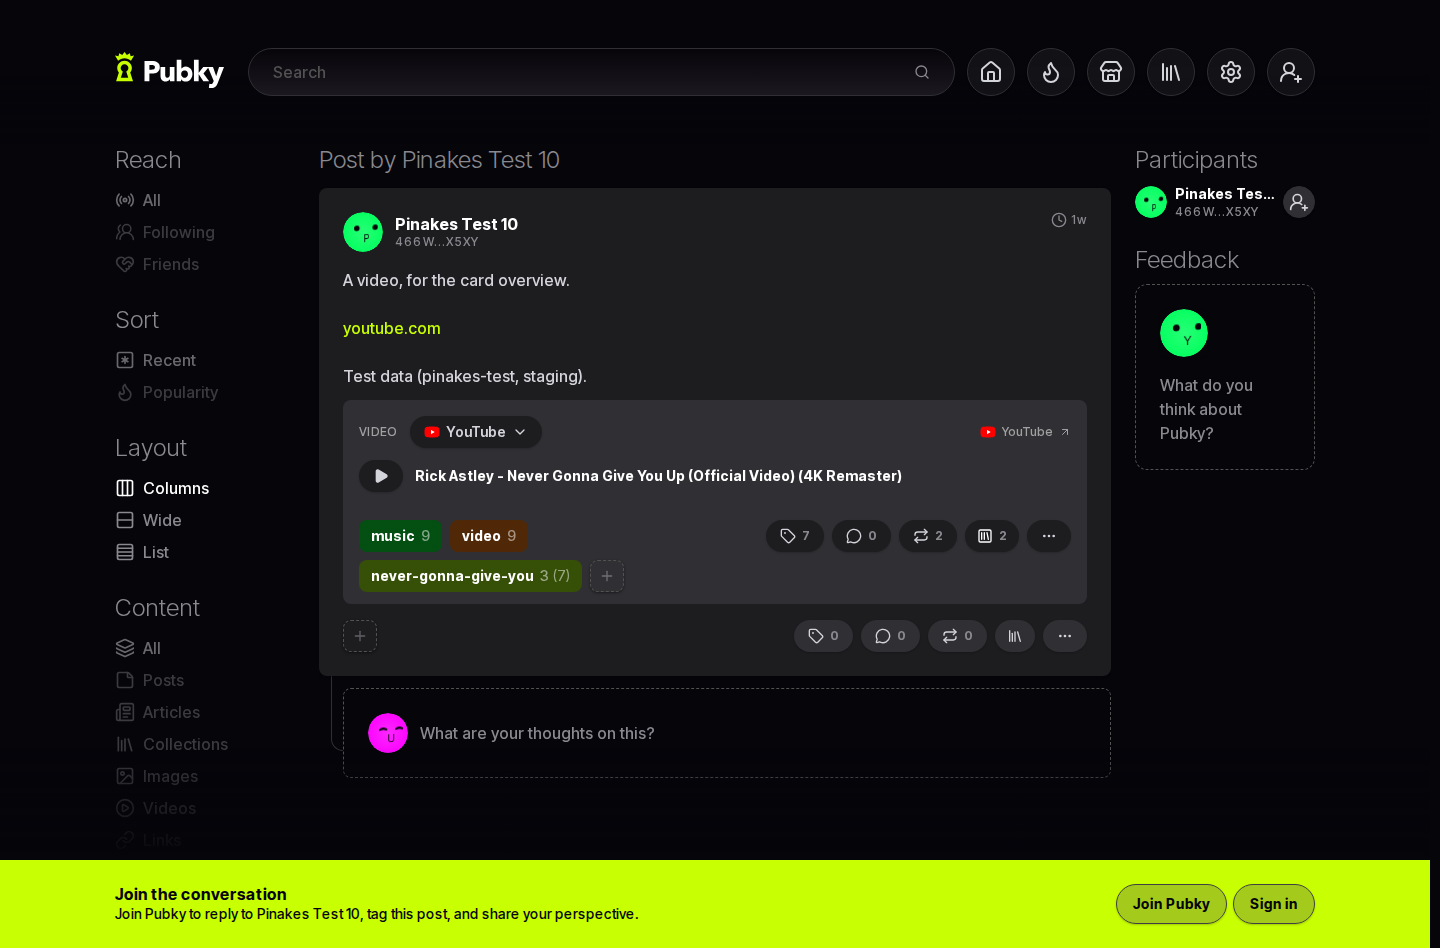 Pubky
Search
Reach
All
Following
Friends
Sort
Recent
Popularity
Layout
Columns
Wide
List
Content
All
Posts
Articles
Collections
Images
Videos
Links
Post by Pinakes Test 10
P
Pinakes Test 10
466W...X5XY
1w
A video, for the card overview.
youtube.com
Test data (pinakes-test, staging).
VIDEO
YouTube
YouTube
Rick Astley - Never Gonna Give You Up (Official Video) (4K Remaster)
music 9
video 9
7
0
2
2
never-gonna-give-you 3 (7)
0
0
0
U
What are your thoughts on this?
Participants
P
Pinakes Tes...
466W...X5XY
Feedback
Y
What do you
think about
Pubky?
Join the conversation
Join Pubky to reply to Pinakes Test 10, tag this post, and share your perspective.
Join Pubky
Sign in